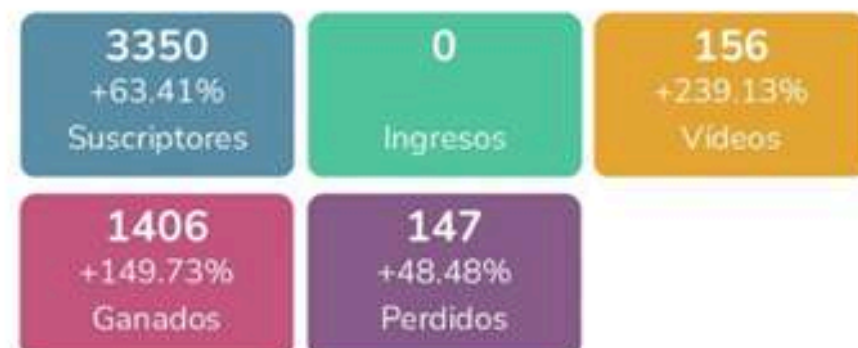 3350
+63.41%
Suscriptores
0
Ingresos
156
+239.13%
Vídeos
1406
+149.73%
Ganados
147
+48.48%
Perdidos